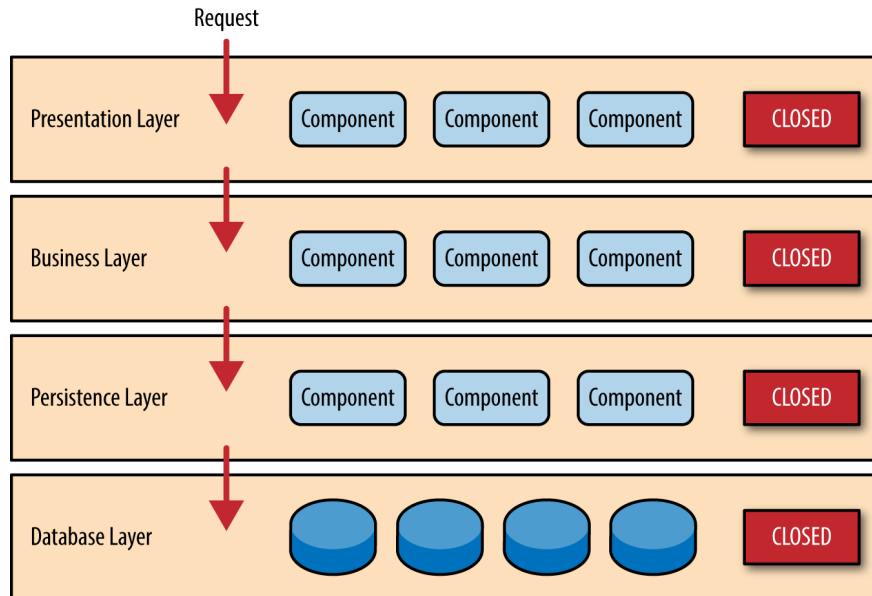 Request
Presentation Layer Component Component Component CLOSED
Business Layer Component Component Component CLOSED
Persistence Layer Component Component Component CLOSED
Database Layer CLOSED